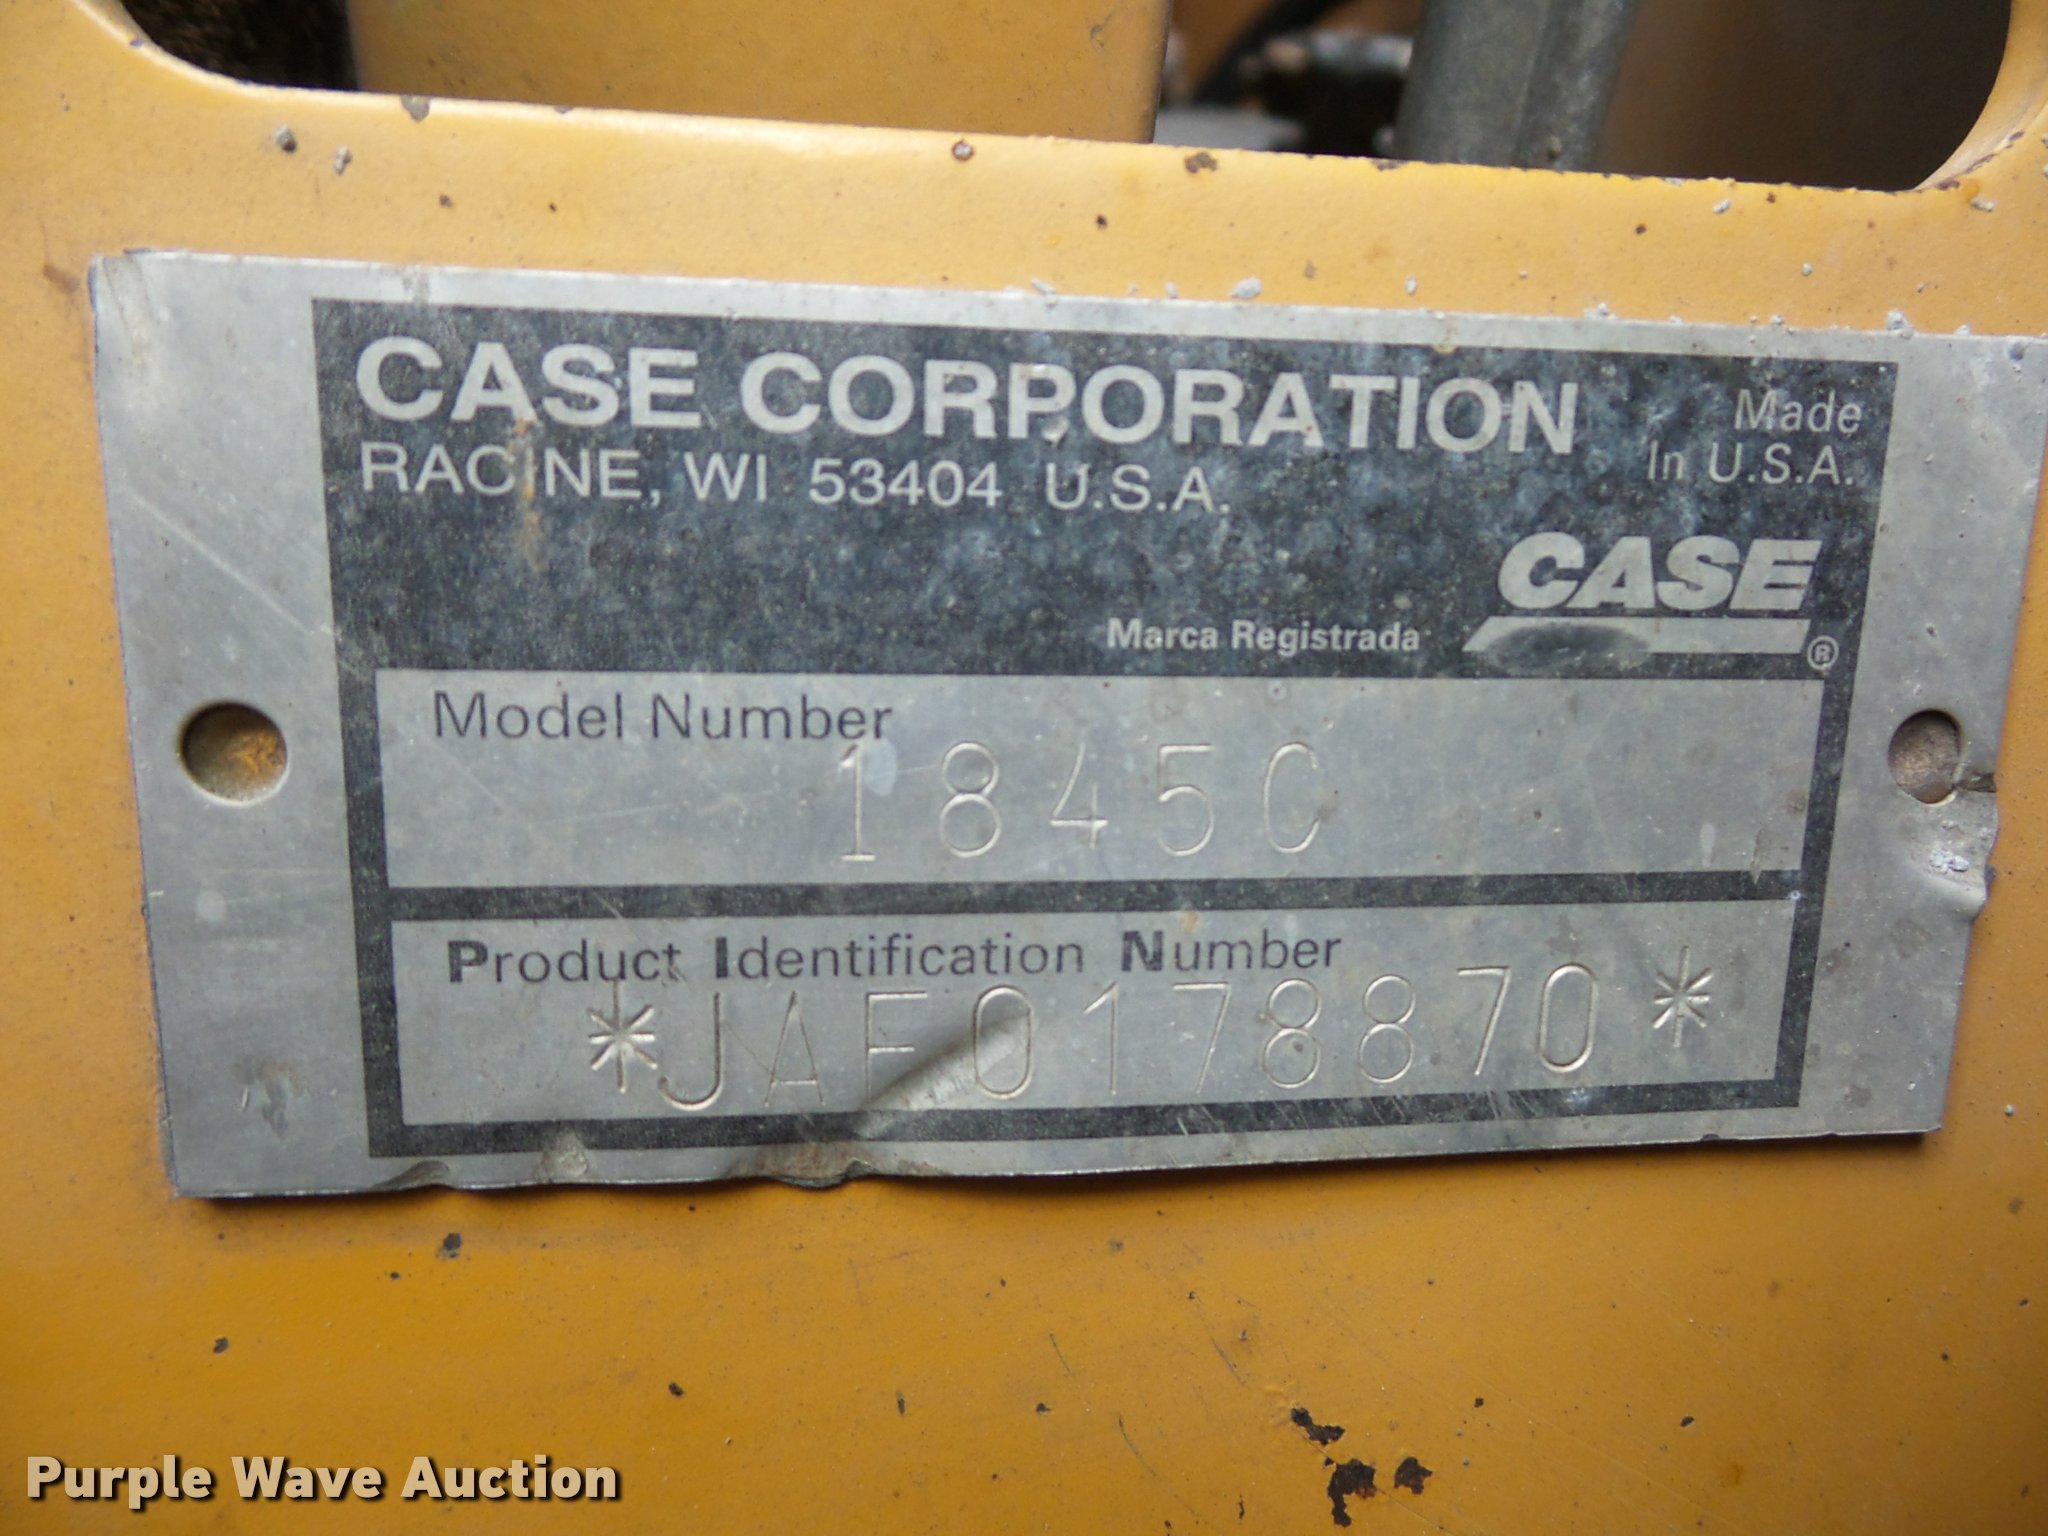 CASE CORPORATION
RACINE, WI 53404 U.S.A.
Made
In U.S.A.
CASE
Marca Registrada ®
Model Number
1845C
Product Identification Number
*JAF0178870*
Purple Wave Auction